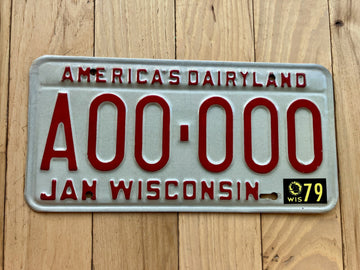 AMERICA'S DAIRYLAND
A00-000
JAN WISCONSIN WIS 79